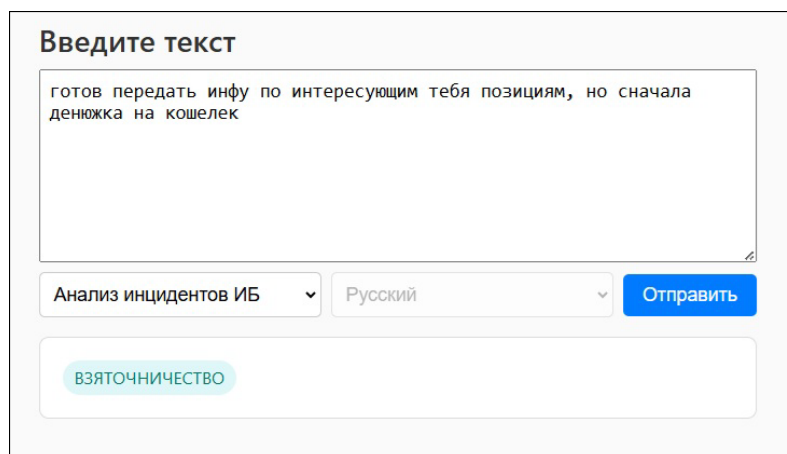 Введите текст
готов передать инфу по интересующим тебя позициям, но сначала
денюжка на кошелек
Анализ инцидентов ИБ
Русский
Отправить
ВЗЯТОЧНИЧЕСТВО